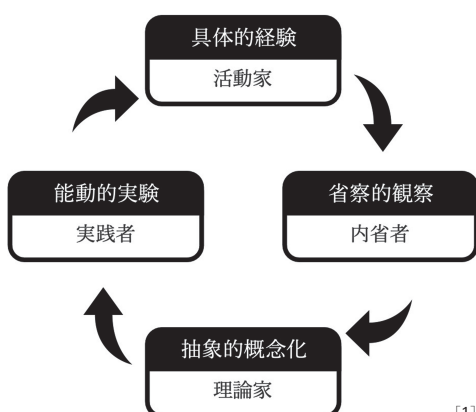 具体的経験
活動家
能動的実験
実践者
省察的観察
内省者
抽象的概念化
理論家
[1]